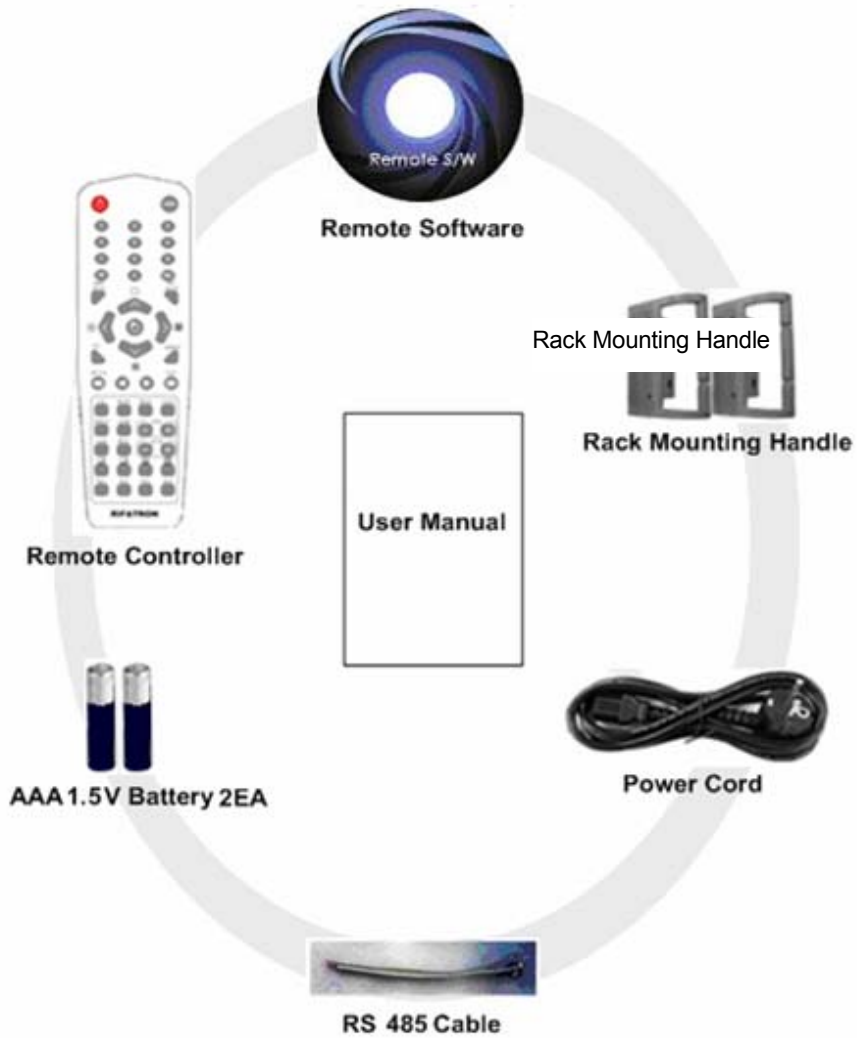 Remote S/W
Remote Software
Rack Mounting Handle
Rack Mounting Handle
User Manual
RIFATRON
Remote Controller
AAA 1.5V Battery 2EA
Power Cord
RS 485 Cable